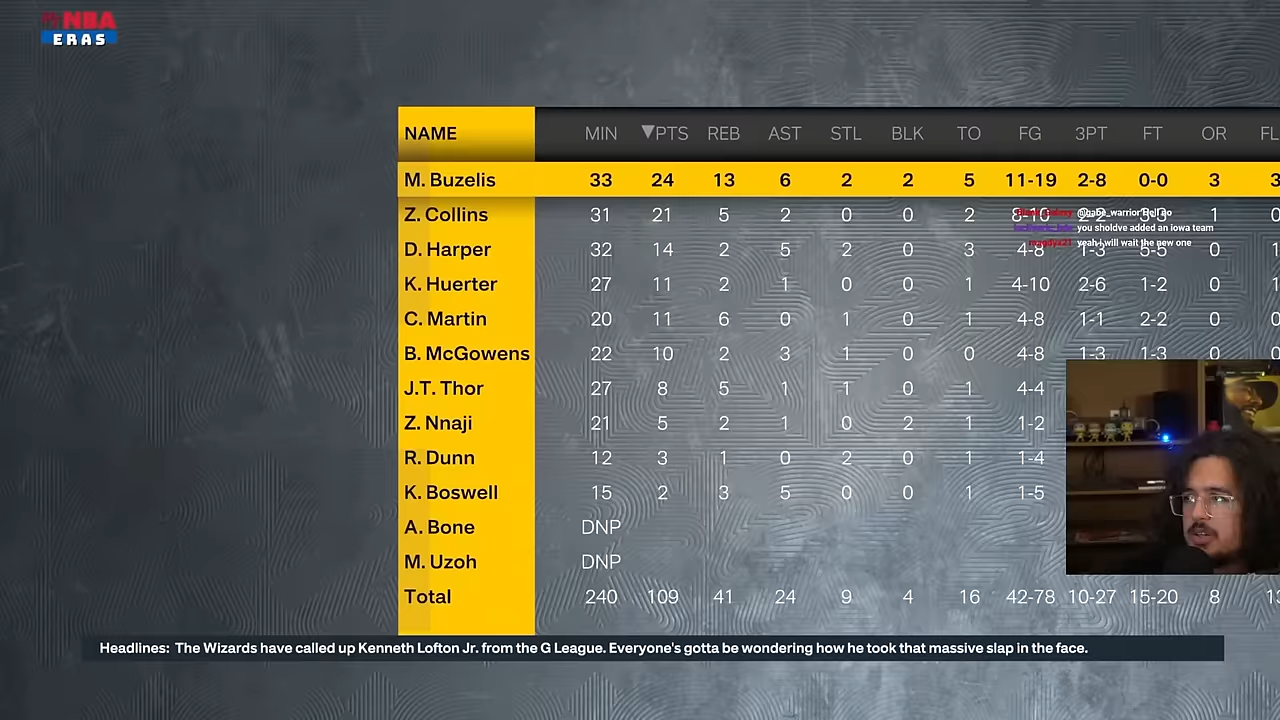 NBA
ERAS
NAME MIN ▼PTS REB AST STL BLK TO FG 3PT FT OR
M. Buzelis 33 24 13 6 2 2 5 11-19 2-8 0-0 3 3
Z. Collins 31 21 5 2 0 0 2 8-10 2-2 1
@gabe_warrior Hell no
you sholdve added an iowa team
yeah i will wait the new one
D. Harper 32 14 2 5 2 0 3 4-8 1-3 5-5 0 1
K. Huerter 27 11 2 1 0 0 1 4-10 2-6 1-2 0 1
C. Martin 20 11 6 0 1 0 1 4-8 1-1 2-2 0 0
B. McGowens 22 10 2 3 1 0 0 4-8 1-3 1-3 0 0
J.T. Thor 27 8 5 1 1 0 1 4-4
Z. Nnaji 21 5 2 1 0 2 1 1-2
R. Dunn 12 3 1 0 2 0 1 1-4
K. Boswell 15 2 3 5 0 0 1 1-5
A. Bone DNP
M. Uzoh DNP
Total 240 109 41 24 9 4 16 42-78 10-27 15-20 8
Headlines: The Wizards have called up Kenneth Lofton Jr. from the G League. Everyone's gotta be wondering how he took that massive slap in the face.